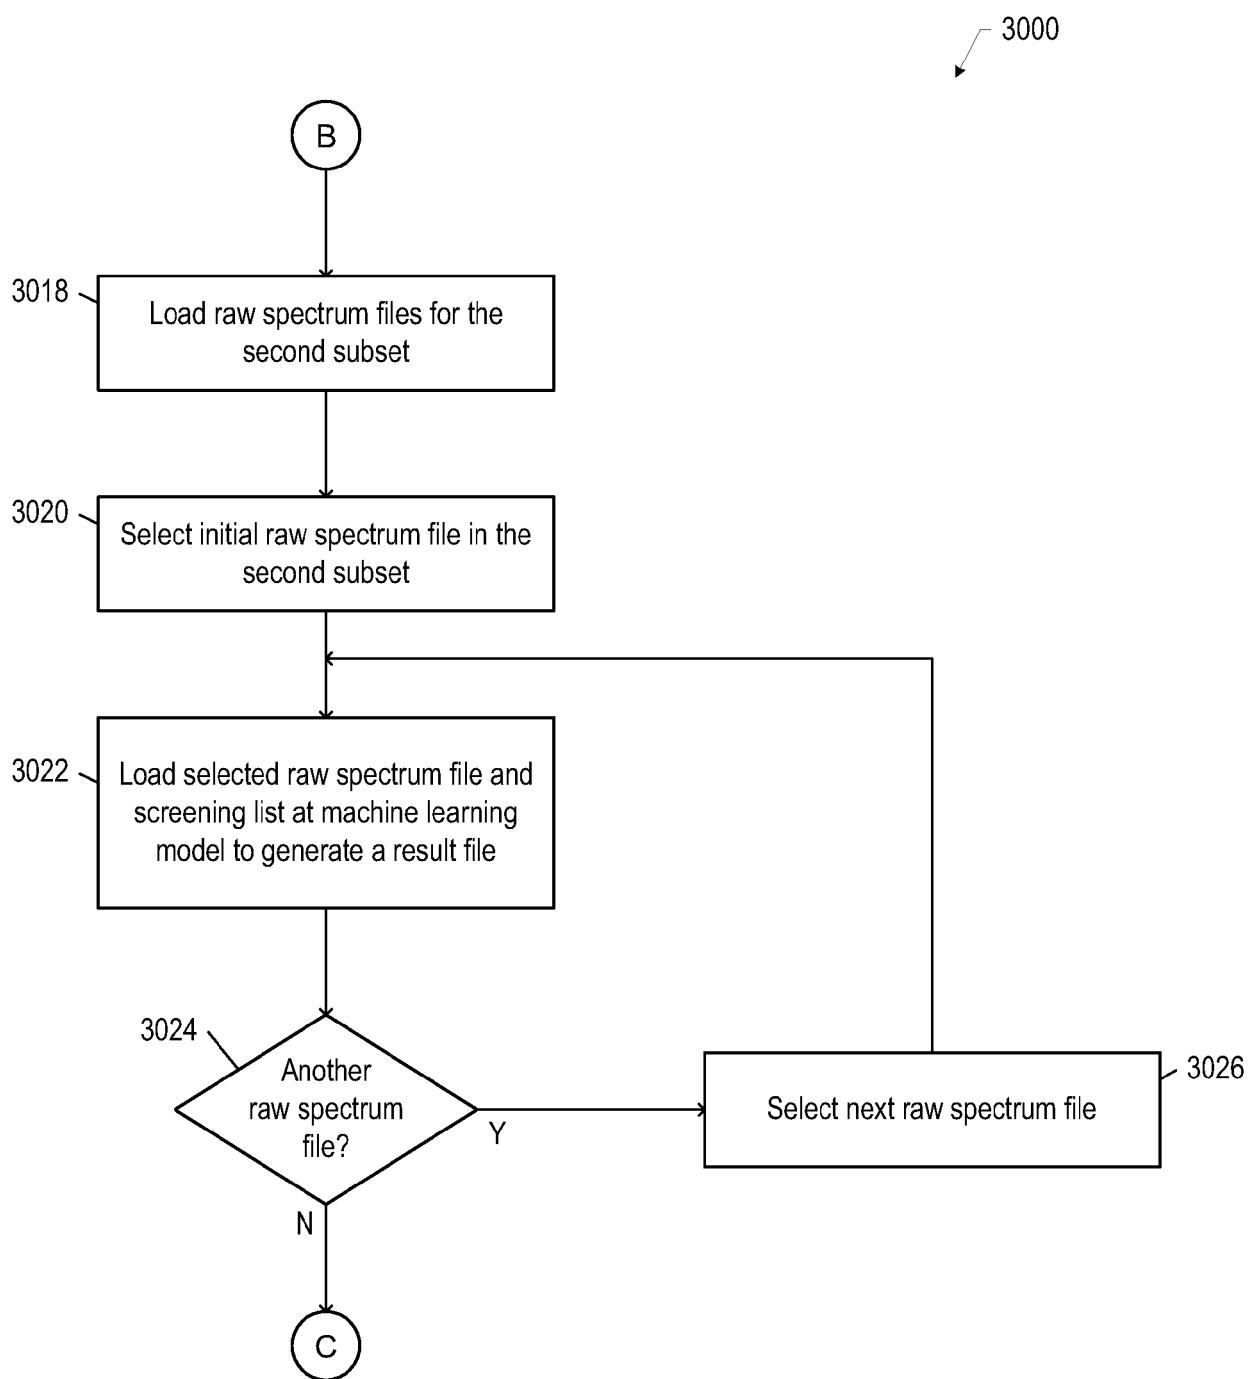 3000
B
3018
Load raw spectrum files for the
second subset
3020
Select initial raw spectrum file in the
second subset
3022
Load selected raw spectrum file and
screening list at machine learning
model to generate a result file
3024
Another
raw spectrum
file?
Y
3026
Select next raw spectrum file
N
C